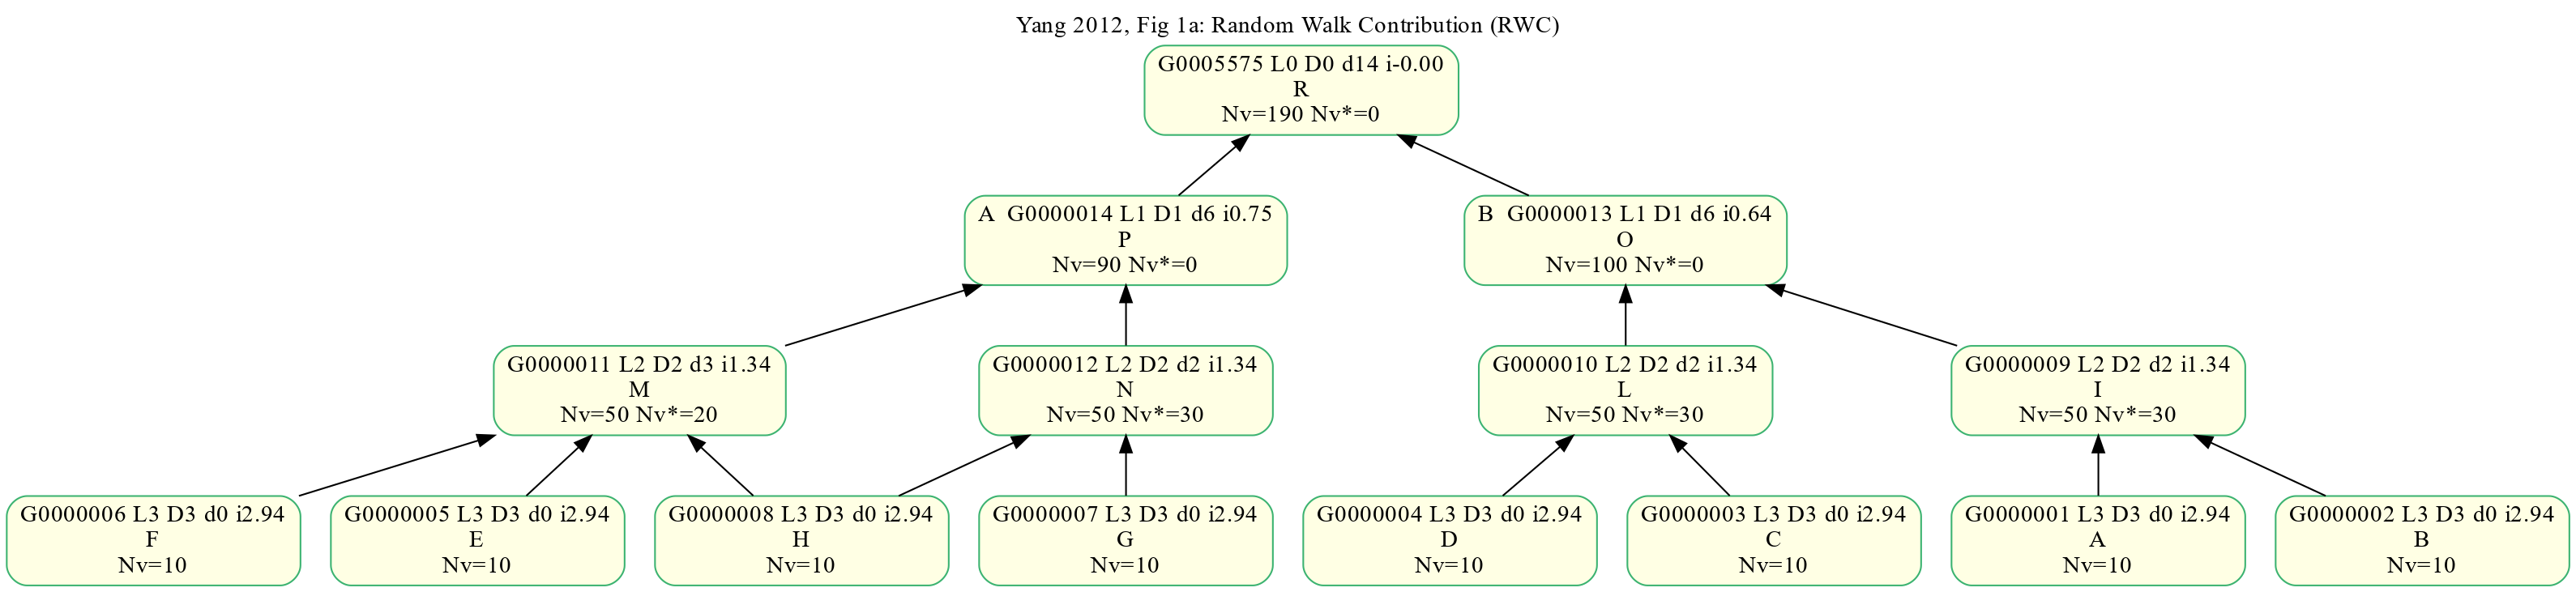 Yang 2012, Fig 1a: Random Walk Contribution (RWC)
G0005575 L0 D0 d14 i-0.00
R
Nv=190 Nv*=0
A  G0000014 L1 D1 d6 i0.75
P
Nv=90 Nv*=0
B  G0000013 L1 D1 d6 i0.64
O
Nv=100 Nv*=0
G0000011 L2 D2 d3 i1.34
M
Nv=50 Nv*=20
G0000012 L2 D2 d2 i1.34
N
Nv=50 Nv*=30
G0000010 L2 D2 d2 i1.34
L
Nv=50 Nv*=30
G0000009 L2 D2 d2 i1.34
I
Nv=50 Nv*=30
G0000006 L3 D3 d0 i2.94
F
Nv=10
G0000005 L3 D3 d0 i2.94
E
Nv=10
G0000008 L3 D3 d0 i2.94
H
Nv=10
G0000007 L3 D3 d0 i2.94
G
Nv=10
G0000004 L3 D3 d0 i2.94
D
Nv=10
G0000003 L3 D3 d0 i2.94
C
Nv=10
G0000001 L3 D3 d0 i2.94
A
Nv=10
G0000002 L3 D3 d0 i2.94
B
Nv=10